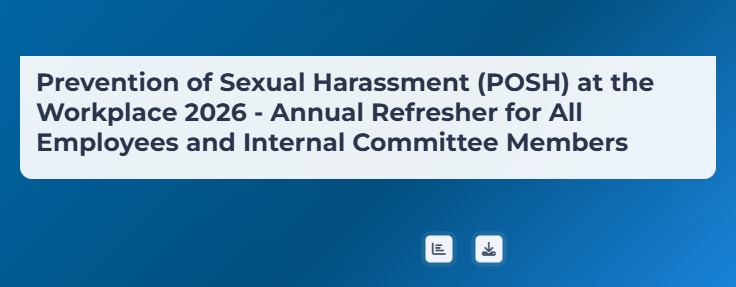 Prevention of Sexual Harassment (POSH) at the
Workplace 2026 - Annual Refresher for All
Employees and Internal Committee Members